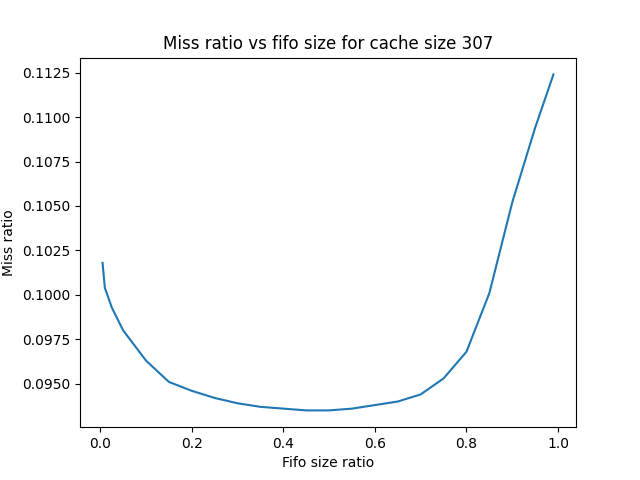 Miss ratio vs fifo size for cache size 307
0.1125
0.1100
0.1075
0.1050
0.1025
0.1000
0.0975
0.0950
Miss ratio
0.0 0.2 0.4 0.6 0.8 1.0
Fifo size ratio